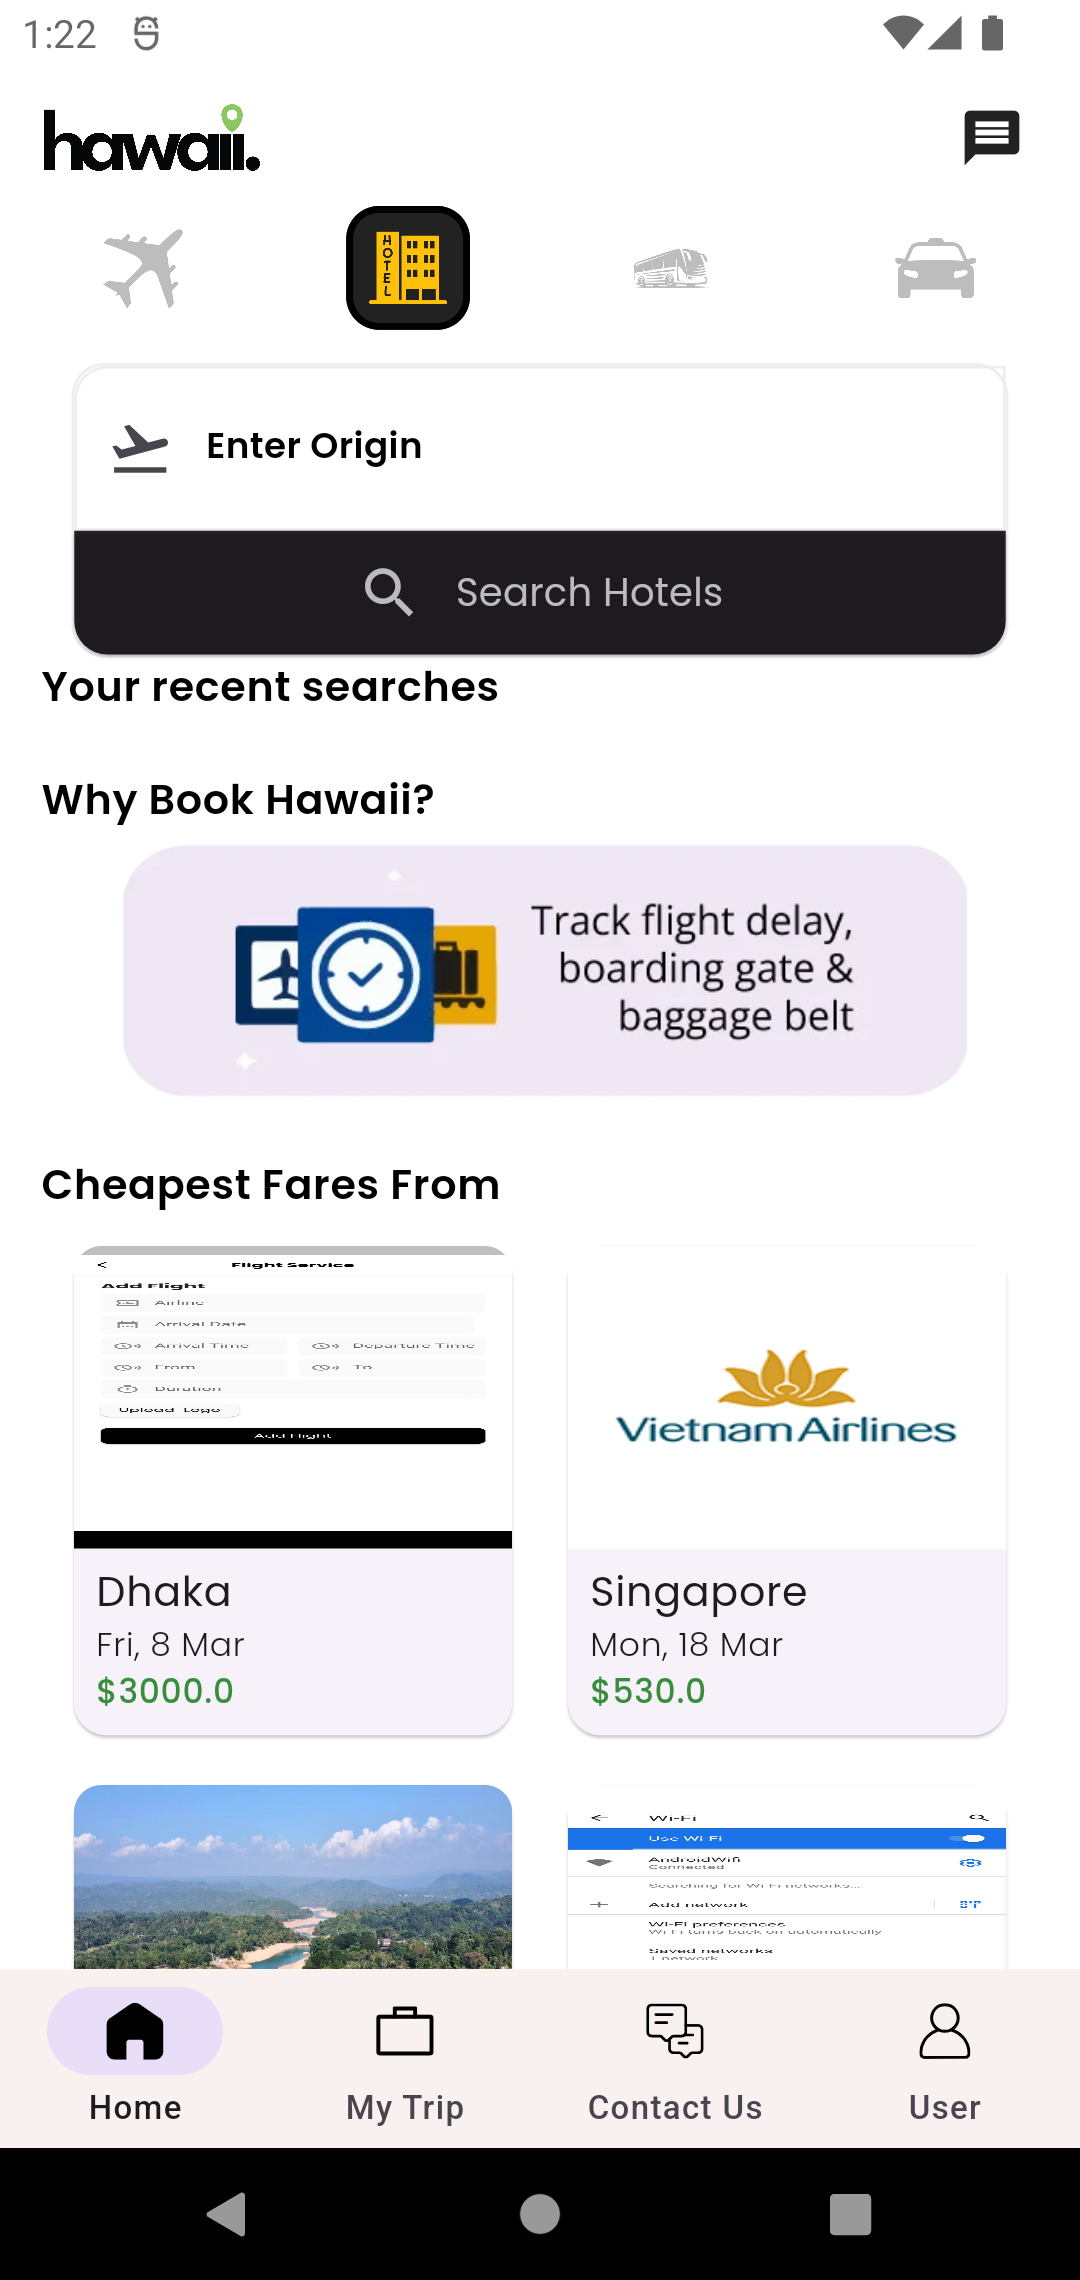 1:22
hawaii.
HOTEL
Enter Origin
Search Hotels
Your recent searches
Why Book Hawaii?
Track flight delay,
boarding gate &
baggage belt
Cheapest Fares From
Flight Service
Add Flight
Airline
Arrival Date
Arrival Time
Departure Time
From
To
Duration
Upload Logo
Add Flight
Vietnam Airlines
Dhaka
Fri, 8 Mar
$3000.0
Singapore
Mon, 18 Mar
$530.0
Wi-Fi
Use Wi-Fi
AndroidWifi
Connected
Searching for Wi-Fi networks...
Add network
Wi-Fi preferences
Wi-Fi turns back on automatically
Saved networks
1 network
Home
My Trip
Contact Us
User